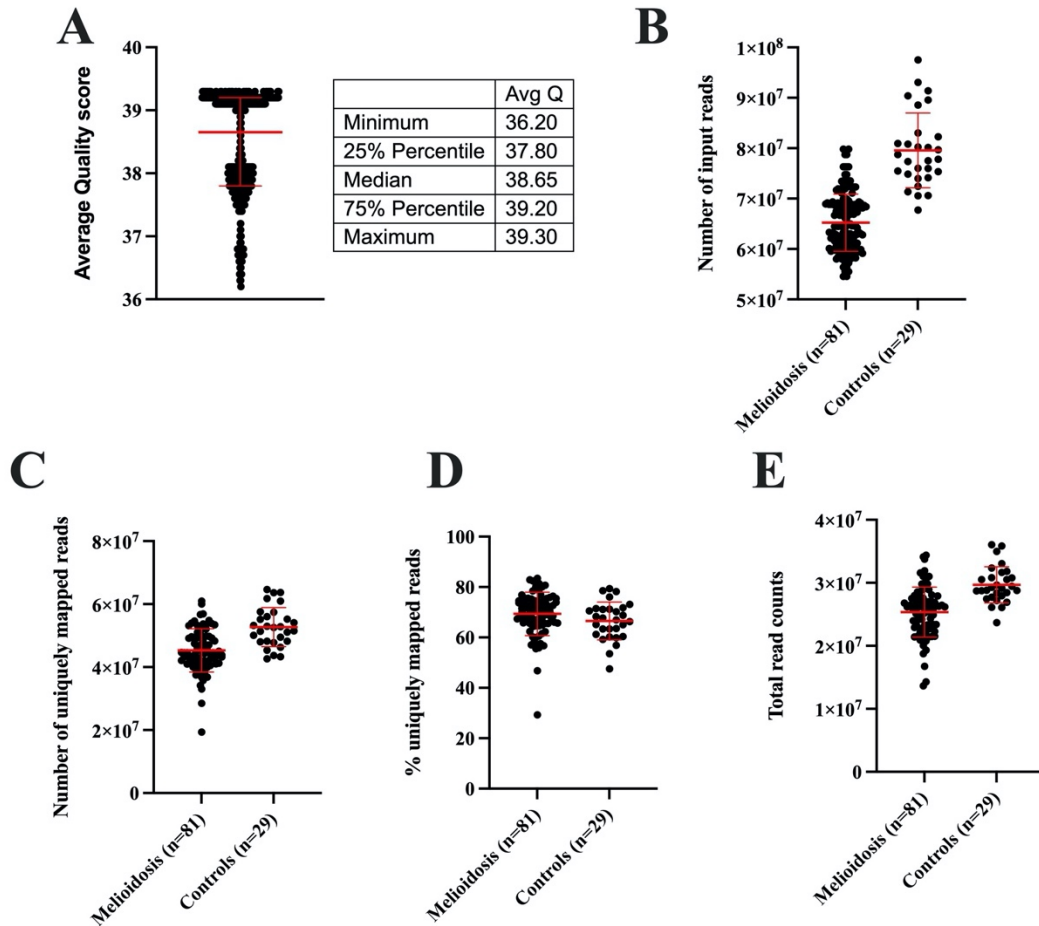 A
Average Quality score
40
39
38
37
36
Avg Q
Minimum 36.20
25% Percentile 37.80
Median 38.65
75% Percentile 39.20
Maximum 39.30
B
Number of input reads
1×10⁸
9×10⁷
8×10⁷
7×10⁷
6×10⁷
5×10⁷
Melioidosis (n=81)
Controls (n=29)
C
Number of uniquely mapped reads
8×10⁷
6×10⁷
4×10⁷
2×10⁷
0
Melioidosis (n=81)
Controls (n=29)
D
% uniquely mapped reads
100
80
60
40
20
0
Melioidosis (n=81)
Controls (n=29)
E
Total read counts
4×10⁷
3×10⁷
2×10⁷
1×10⁷
0
Melioidosis (n=81)
Controls (n=29)